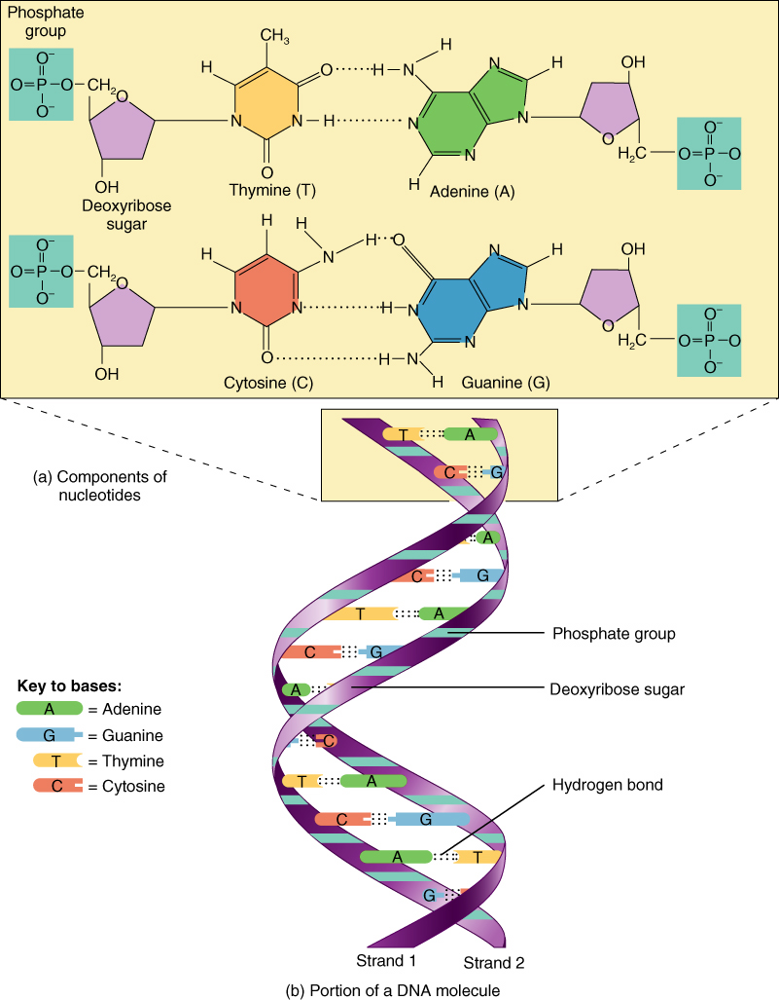 Phosphate
group
CH3
H
O
H
N
H
N
H
OH
O⁻
O=P–O
O⁻
CH2
O
N
N
H
N
N
N
O
O⁻
O=P–O
O⁻
H2C
OH
O
H
Thymine (T)
Adenine (A)
Deoxyribose
sugar
H
H
H
H
O
N
H
OH
O⁻
O=P–O
O⁻
CH2
O
H
N
N
H
N
N
N
O
O⁻
O=P–O
O⁻
H2C
OH
O
H
N
H
Cytosine (C)
Guanine (G)
(a) Components of
nucleotides
T A
C G
A
C G
T A
C G
A
C
T A
C G
A T
G
Phosphate group
Deoxyribose sugar
Hydrogen bond
Key to bases:
A = Adenine
G = Guanine
T = Thymine
C = Cytosine
Strand 1
Strand 2
(b) Portion of a DNA molecule